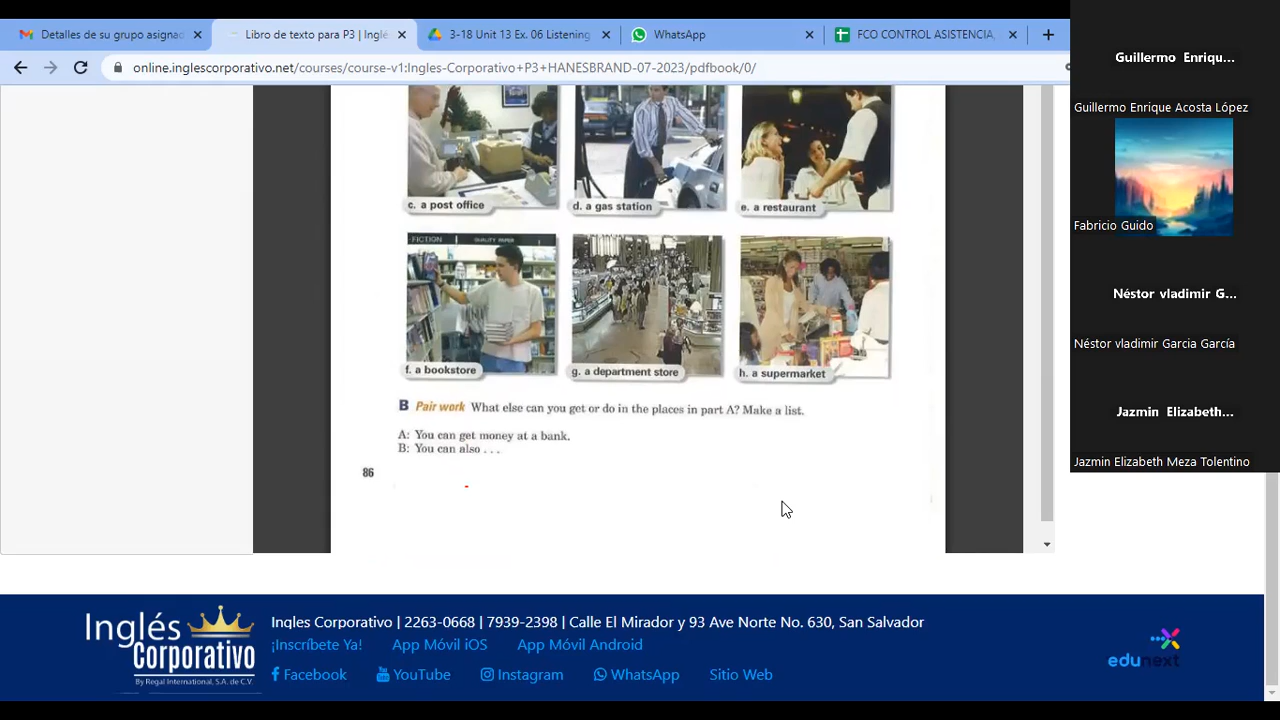 Detalles de su grupo asignad
Libro de texto para P3 | Inglé
3-18 Unit 13 Ex. 06 Listening
WhatsApp
FCO CONTROL ASISTENCIA,
online.inglescorporativo.net/courses/course-v1:Ingles-Corporativo+P3+HANESBRAND-07-2023/pdfbook/0/
Guillermo Enriqu...
Guillermo Enrique Acosta López
Fabricio Guido
Néstor vladimir G...
Néstor vladimir Garcia García
Jazmin Elizabeth...
Jazmin Elizabeth Meza Tolentino
c. a post office
d. a gas station
e. a restaurant
FICTION
QUALITY PAPER
f. a bookstore
g. a department store
h. a supermarket
B Pair work What else can you get or do in the places in part A? Make a list.
A: You can get money at a bank.
B: You can also . . .
86
Inglés
Corporativo
By Regal International, S.A. de C.V.
Ingles Corporativo | 2263-0668 | 7939-2398 | Calle El Mirador y 93 Ave Norte No. 630, San Salvador
¡Inscríbete Ya!
App Móvil iOS
App Móvil Android
Facebook
YouTube
Instagram
WhatsApp
Sitio Web
edunext